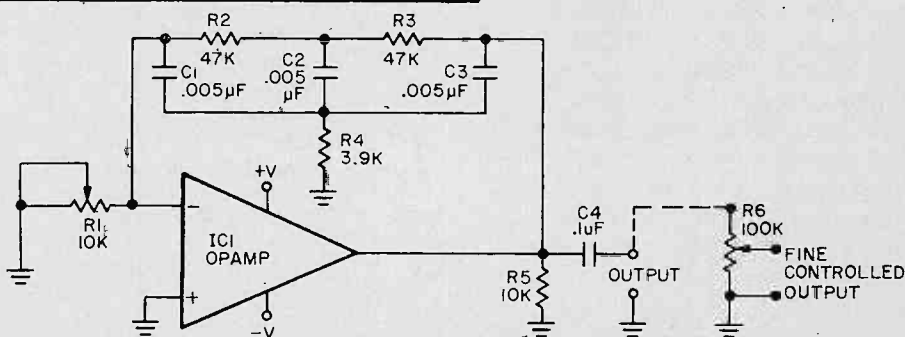 R2
47K
R3
47K
C1
.005µF
C2
.005
µF
C3
.005µF
R4
3.9K
+V
R1
10K
-
IC1
OPAMP
+
-V
C4
.1uF
R5
10K
OUTPUT
R6
100K
FINE
CONTROLLED
OUTPUT